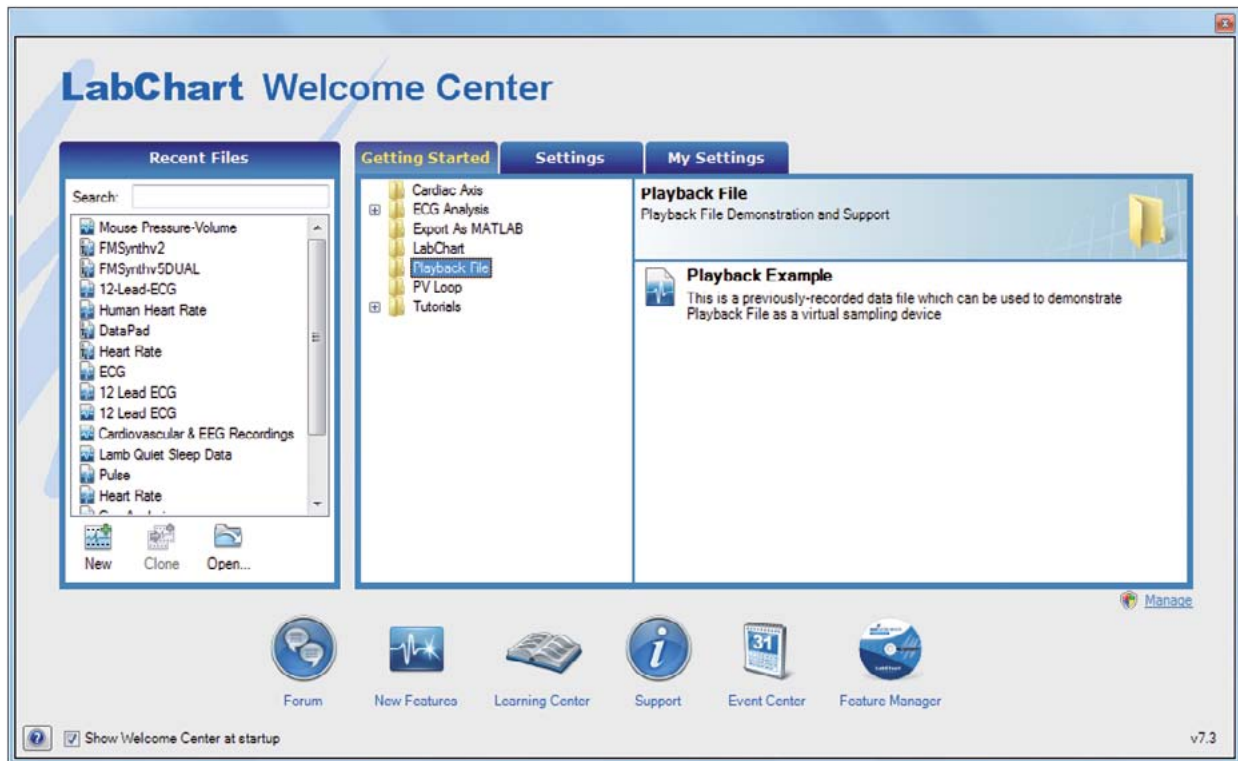 LabChart Welcome Center
Recent Files
Search:
Mouse Pressure-Volume
FMSynthv2
FMSynthv5DUAL
12-Lead-ECG
Human Heart Rate
DataPad
Heart Rate
ECG
12 Lead ECG
12 Lead ECG
Cardiovascular & EEG Recordings
Lamb Quiet Sleep Data
Pulse
Heart Rate
New
Clone
Open...
Getting Started
Settings
My Settings
Cardiac Axis
ECG Analysis
Export As MATLAB
LabChart
Playback File
PV Loop
Tutorials
Playback File
Playback File Demonstration and Support
Playback Example
This is a previously-recorded data file which can be used to demonstrate
Playback File as a virtual sampling device
Manage
31
Forum
New Features
Learning Center
Support
Event Center
Feature Manager
Show Welcome Center at startup
v7.3